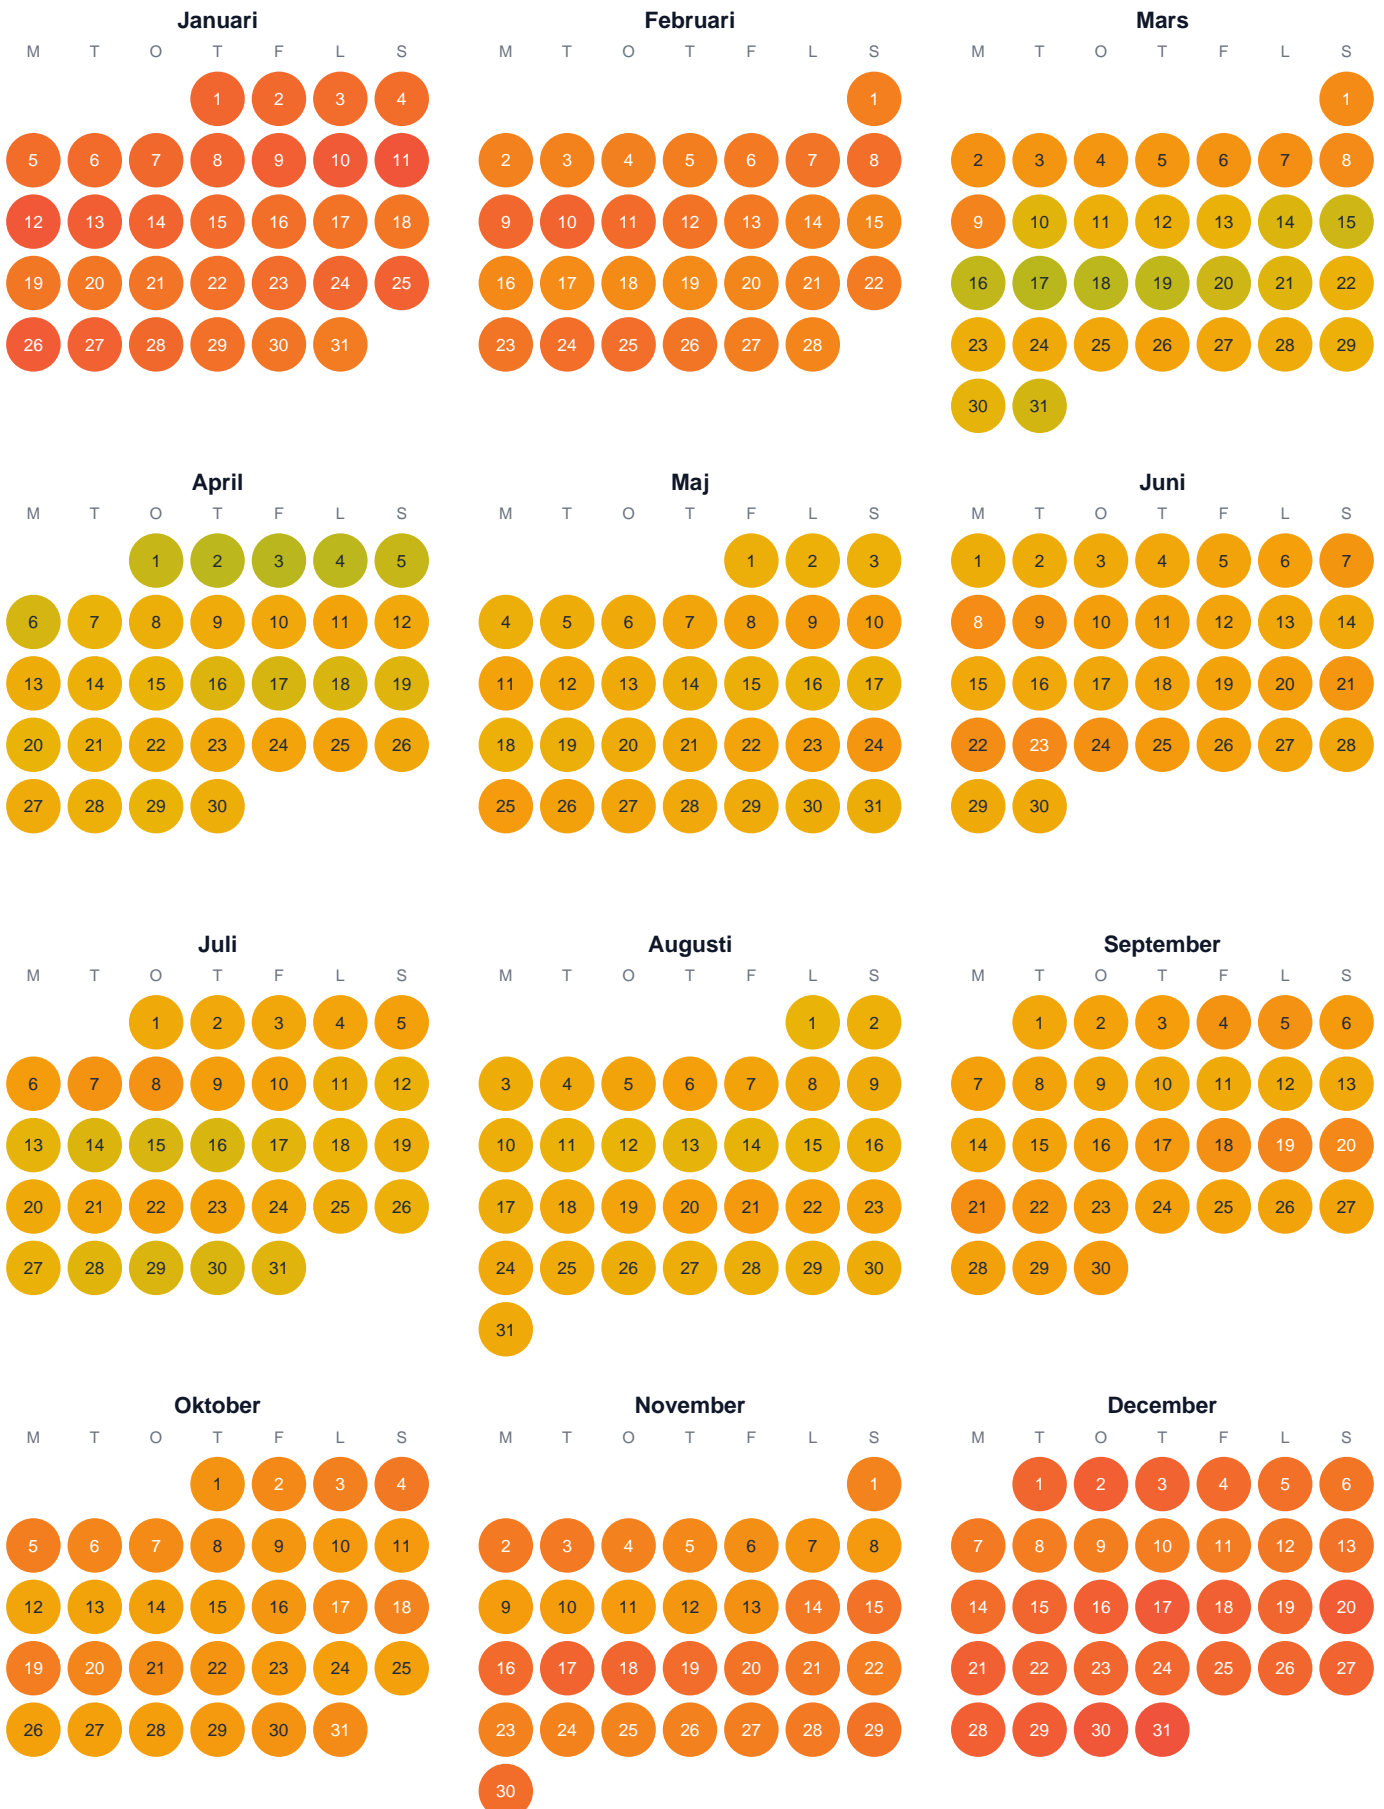 Januari Februari Mars
M T O T F L S M T O T F L S M T O T F L S
1 2 3 4 1 1
5 6 7 8 9 10 11 2 3 4 5 6 7 8 2 3 4 5 6 7 8
12 13 14 15 16 17 18 9 10 11 12 13 14 15 9 10 11 12 13 14 15
19 20 21 22 23 24 25 16 17 18 19 20 21 22 16 17 18 19 20 21 22
26 27 28 29 30 31 23 24 25 26 27 28 23 24 25 26 27 28 29
30 31
April Maj Juni
M T O T F L S M T O T F L S M T O T F L S
1 2 3 4 5 1 2 3 1 2 3 4 5 6 7
6 7 8 9 10 11 12 4 5 6 7 8 9 10 8 9 10 11 12 13 14
13 14 15 16 17 18 19 11 12 13 14 15 16 17 15 16 17 18 19 20 21
20 21 22 23 24 25 26 18 19 20 21 22 23 24 22 23 24 25 26 27 28
27 28 29 30 25 26 27 28 29 30 31 29 30
Juli Augusti September
M T O T F L S M T O T F L S M T O T F L S
1 2 3 4 5 1 2 1 2 3 4 5 6
6 7 8 9 10 11 12 3 4 5 6 7 8 9 7 8 9 10 11 12 13
13 14 15 16 17 18 19 10 11 12 13 14 15 16 14 15 16 17 18 19 20
20 21 22 23 24 25 26 17 18 19 20 21 22 23 21 22 23 24 25 26 27
27 28 29 30 31 24 25 26 27 28 29 30 28 29 30
31
Oktober November December
M T O T F L S M T O T F L S M T O T F L S
1 2 3 4 1 1 2 3 4 5 6
5 6 7 8 9 10 11 2 3 4 5 6 7 8 7 8 9 10 11 12 13
12 13 14 15 16 17 18 9 10 11 12 13 14 15 14 15 16 17 18 19 20
19 20 21 22 23 24 25 16 17 18 19 20 21 22 21 22 23 24 25 26 27
26 27 28 29 30 31 23 24 25 26 27 28 29 28 29 30 31
30